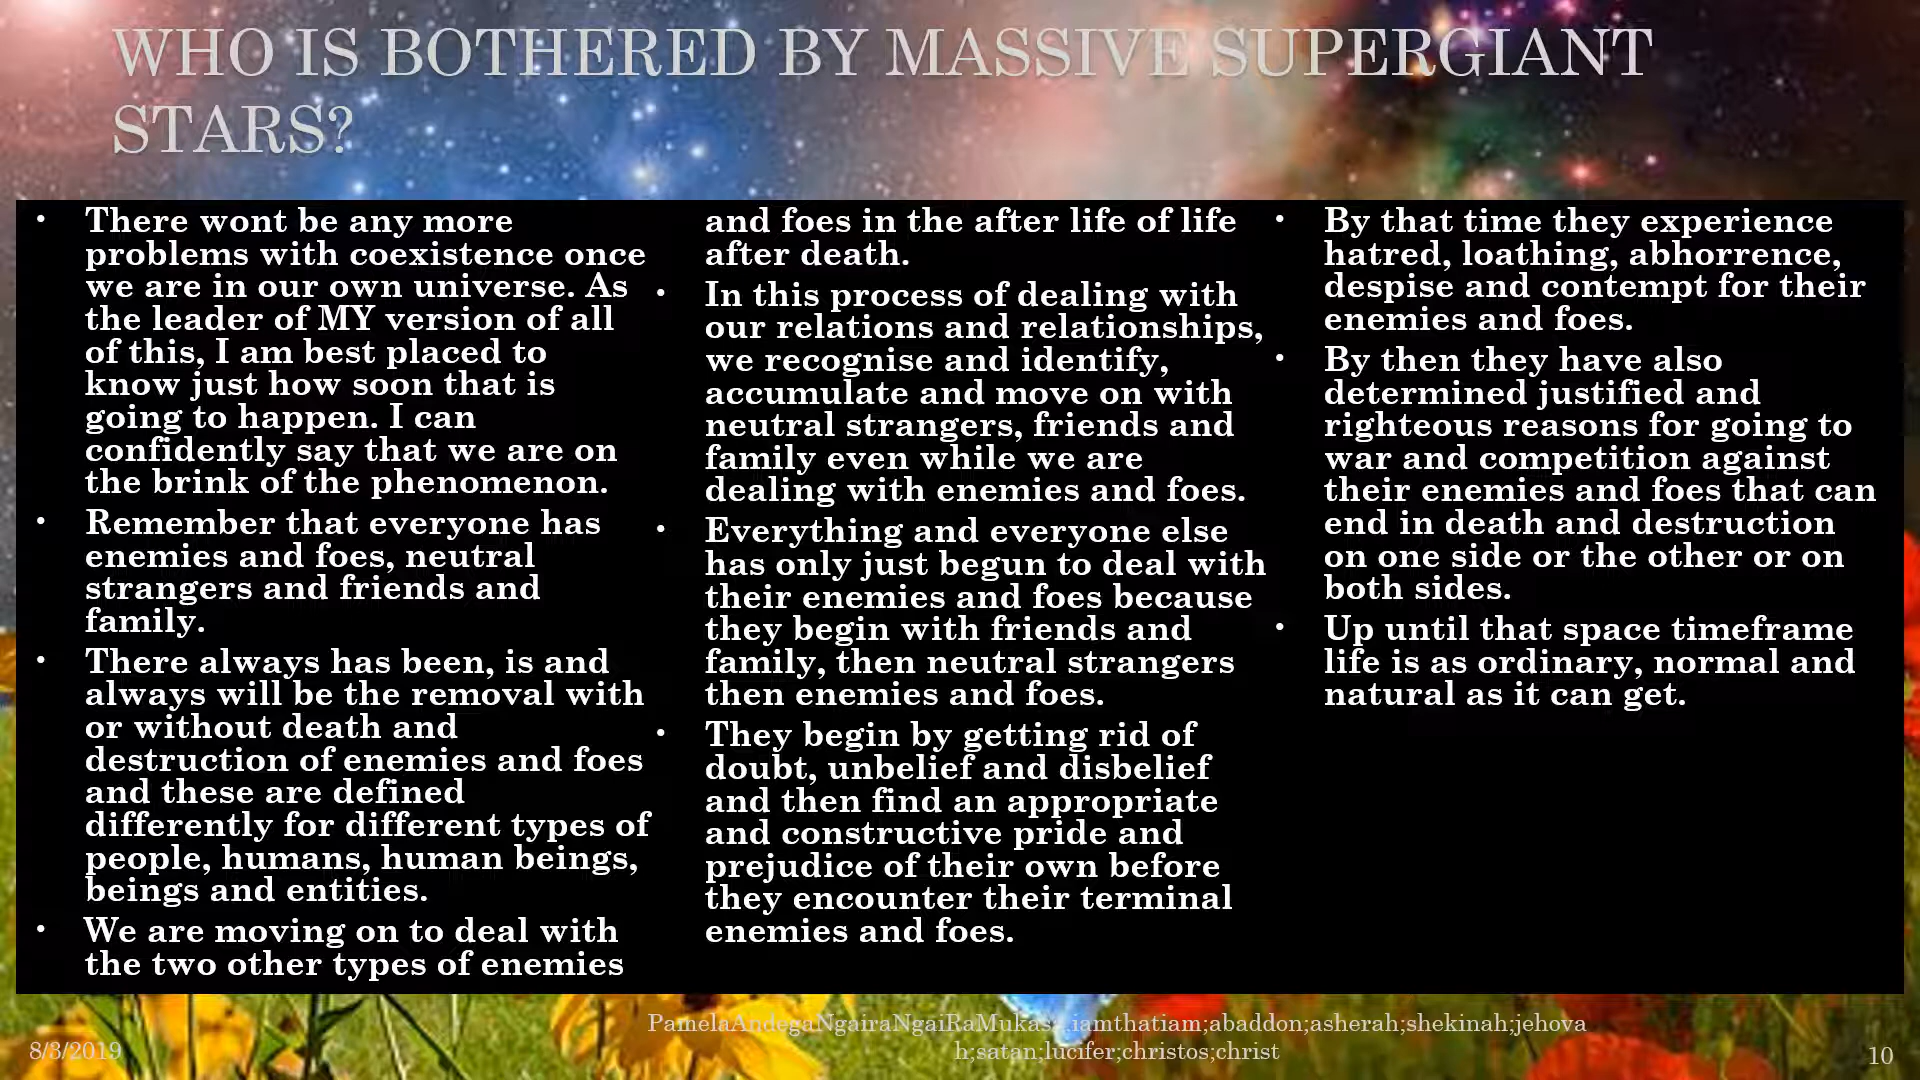 WHO IS BOTHERED BY MASSIVE SUPERGIANT
STARS?
• There wont be any more
problems with coexistence once
we are in our own universe. As
the leader of MY version of all
of this, I am best placed to
know just how soon that is
going to happen. I can
confidently say that we are on
the brink of the phenomenon.
• Remember that everyone has
enemies and foes, neutral
strangers and friends and
family.
• There always has been, is and
always will be the removal with
or without death and
destruction of enemies and foes
and these are defined
differently for different types of
people, humans, human beings,
beings and entities.
• We are moving on to deal with
the two other types of enemies
and foes in the after life of life
after death.
• In this process of dealing with
our relations and relationships,
we recognise and identify,
accumulate and move on with
neutral strangers, friends and
family even while we are
dealing with enemies and foes.
• Everything and everyone else
has only just begun to deal with
their enemies and foes because
they begin with friends and
family, then neutral strangers
then enemies and foes.
• They begin by getting rid of
doubt, unbelief and disbelief
and then find an appropriate
and constructive pride and
prejudice of their own before
they encounter their terminal
enemies and foes.
• By that time they experience
hatred, loathing, abhorrence,
despise and contempt for their
enemies and foes.
• By then they have also
determined justified and
righteous reasons for going to
war and competition against
their enemies and foes that can
end in death and destruction
on one side or the other or on
both sides.
• Up until that space timeframe
life is as ordinary, normal and
natural as it can get.
8/3/2019
iamthatiam;abaddon;asherah;shekinah;jehova
h;satan;lucifer;christos;christ
10